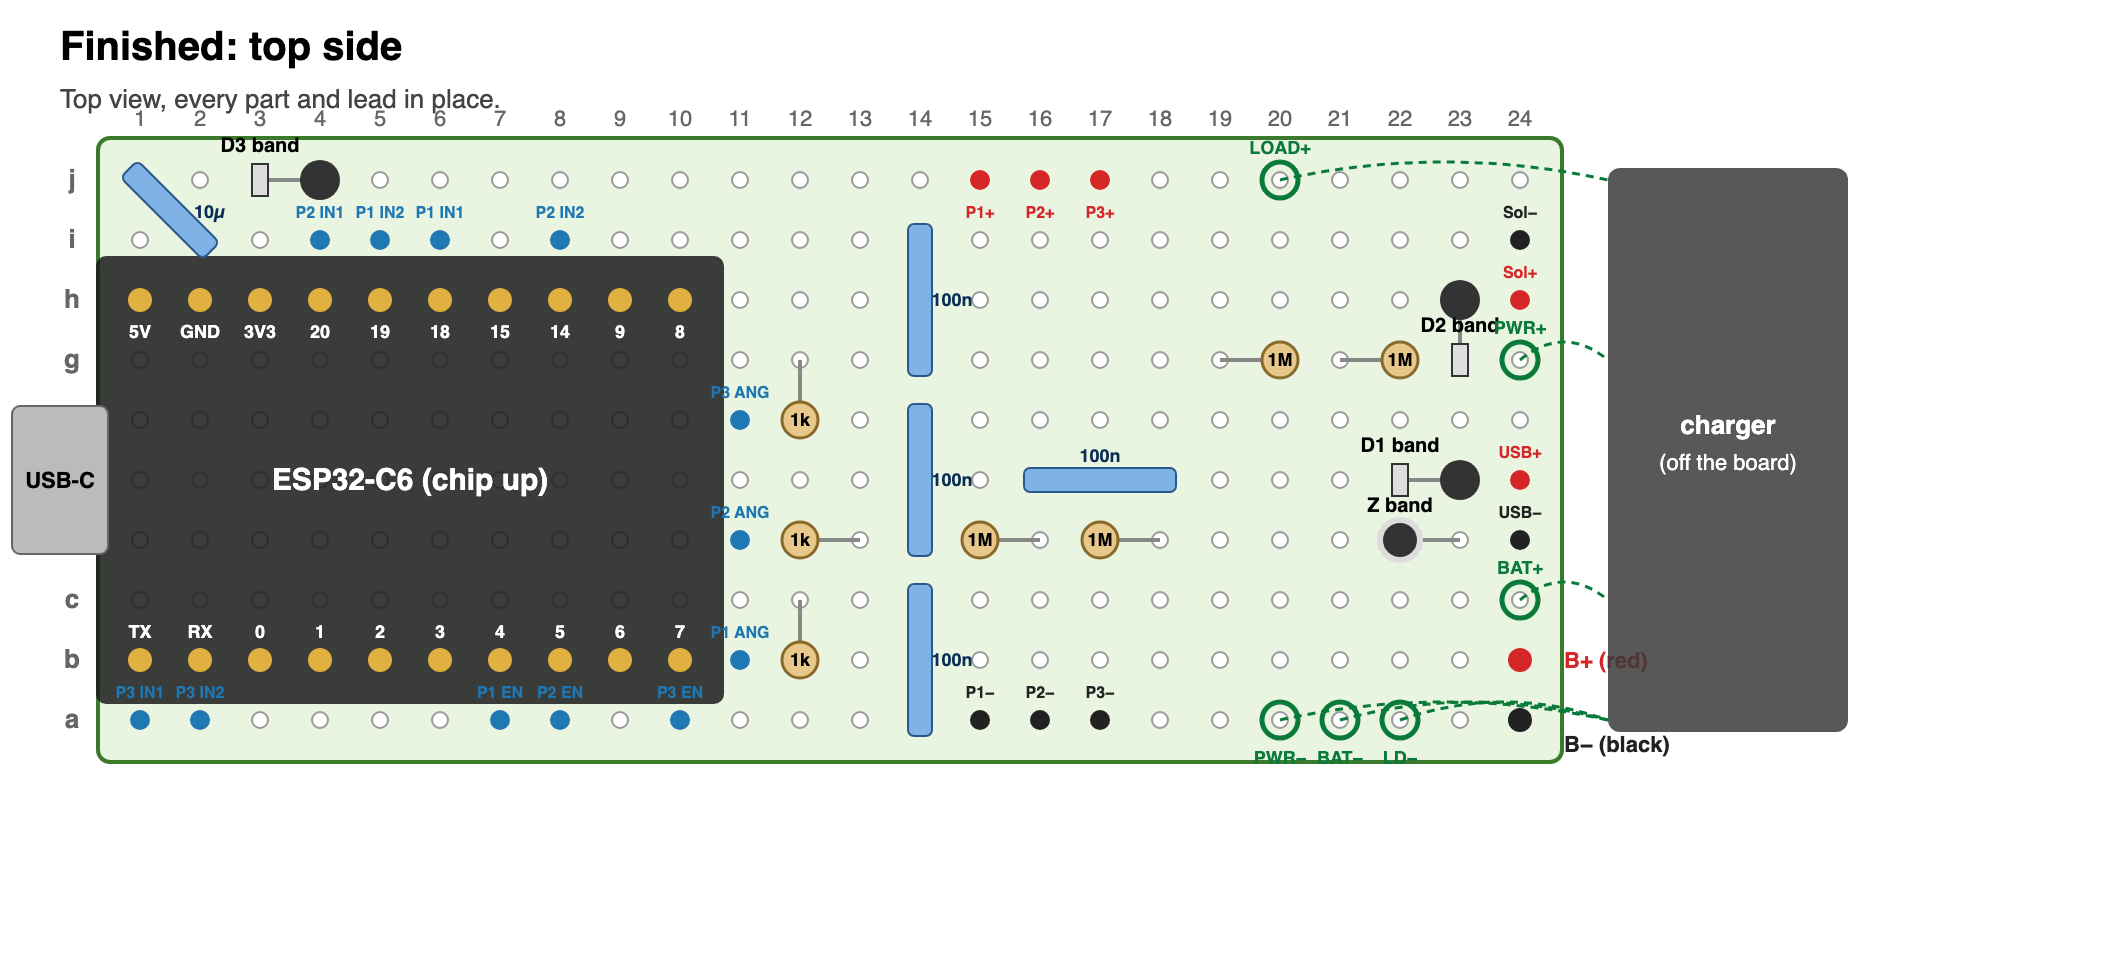 Finished: top side
Top view, every part and lead in place.
1 2 3 4 5 6 7 8 9 10 11 12 13 14 15 16 17 18 19 20 21 22 23 24
D3 band
LOAD+
j
10µ
P2 IN1 P1 IN2 P1 IN1 P2 IN2 P1+ P2+ P3+ Sol−
i
Sol+
h
100n
5V GND 3V3 20 19 18 15 14 9 8
D2 band PWR+
g
1M 1M
P3 ANG
1k
charger
(off the board)
D1 band
USB+
100n
USB-C
ESP32-C6 (chip up)
100n
Z band
P2 ANG
USB−
1k 1M 1M
BAT+
c
TX RX 0 1 2 3 4 5 6 7
P1 ANG
b
1k
100n
B+ (red)
P3 IN1 P3 IN2 P1 EN P2 EN P3 EN P1− P2− P3−
a
B− (black)
PWR− BAT− LD−